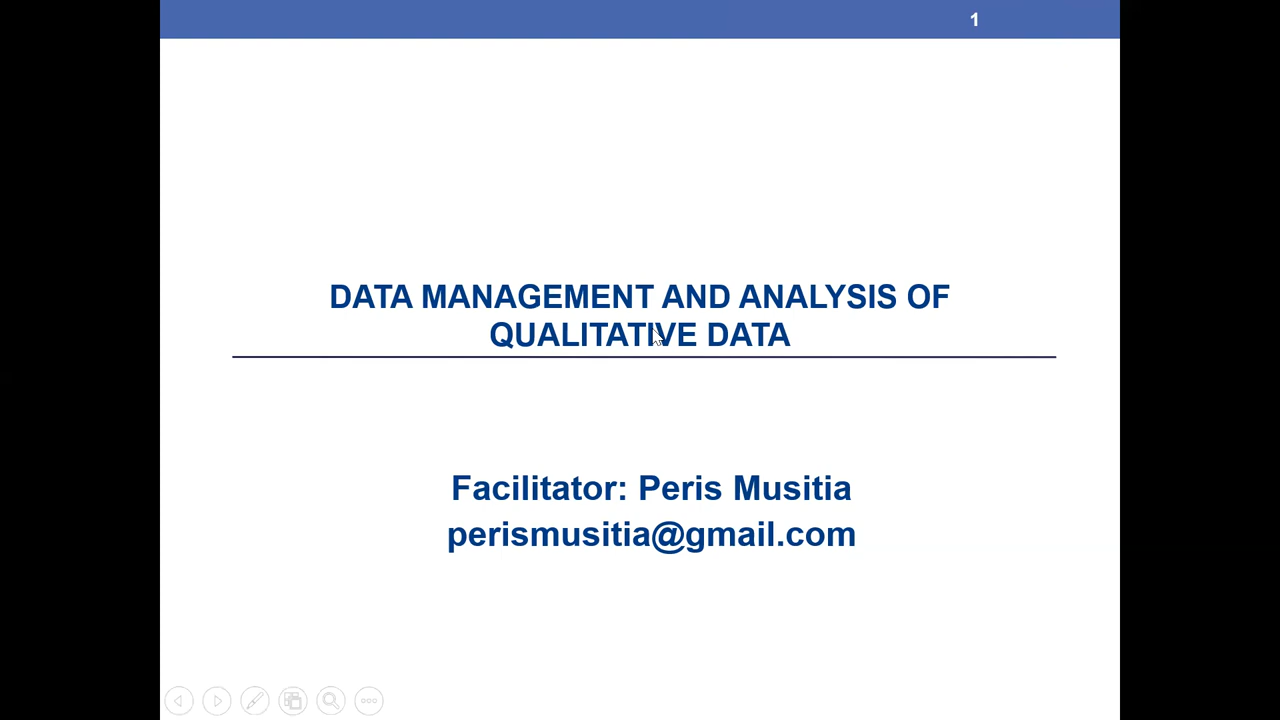 1
DATA MANAGEMENT AND ANALYSIS OF
QUALITATIVE DATA
Facilitator: Peris Musitia
perismusitia@gmail.com